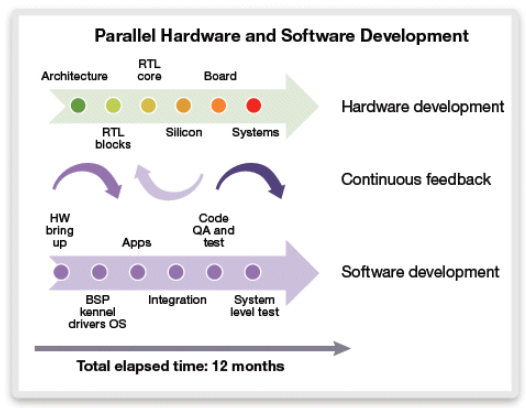 Parallel Hardware and Software Development
RTL
core
Architecture
Board
RTL
blocks
Silicon
Systems
Hardware development
Continuous feedback
HW
bring
up
Apps
Code
QA and
test
BSP
kernel
drivers OS
Integration
System
level test
Software development
Total elapsed time: 12 months